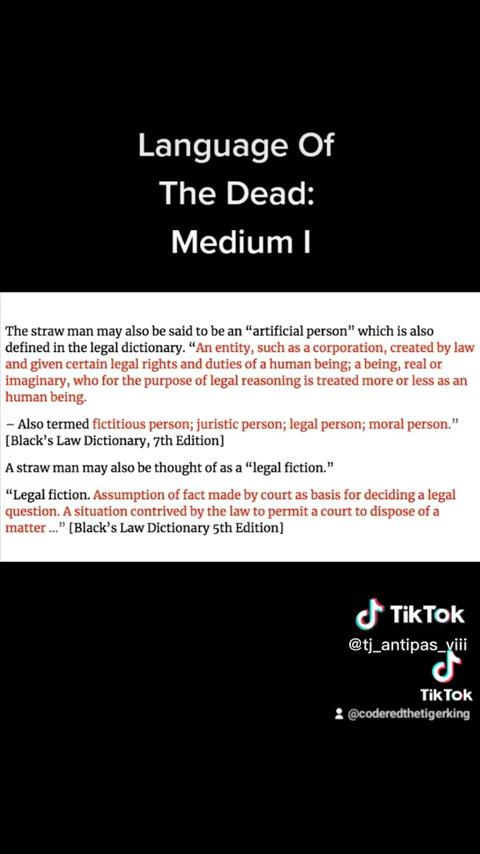 Language Of
The Dead:
Medium I
The straw man may also be said to be an “artificial person” which is also
defined in the legal dictionary. “An entity, such as a corporation, created by law
and given certain legal rights and duties of a human being; a being, real or
imaginary, who for the purpose of legal reasoning is treated more or less as an
human being.
– Also termed fictitious person; juristic person; legal person; moral person.”
[Black’s Law Dictionary, 7th Edition]
A straw man may also be thought of as a “legal fiction.”
“Legal fiction. Assumption of fact made by court as basis for deciding a legal
question. A situation contrived by the law to permit a court to dispose of a
matter ...” [Black’s Law Dictionary 5th Edition]
TikTok
@tj_antipas_viii
TikTok
@coderedthetigerking